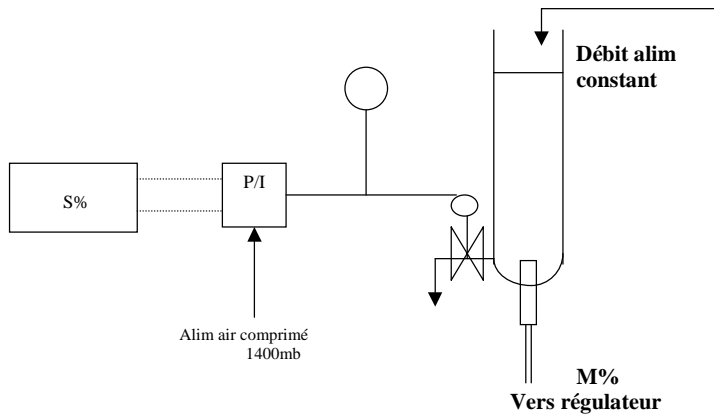 Débit alim
constant
P/I
S%
Alim air comprimé
1400mb
M%
Vers régulateur